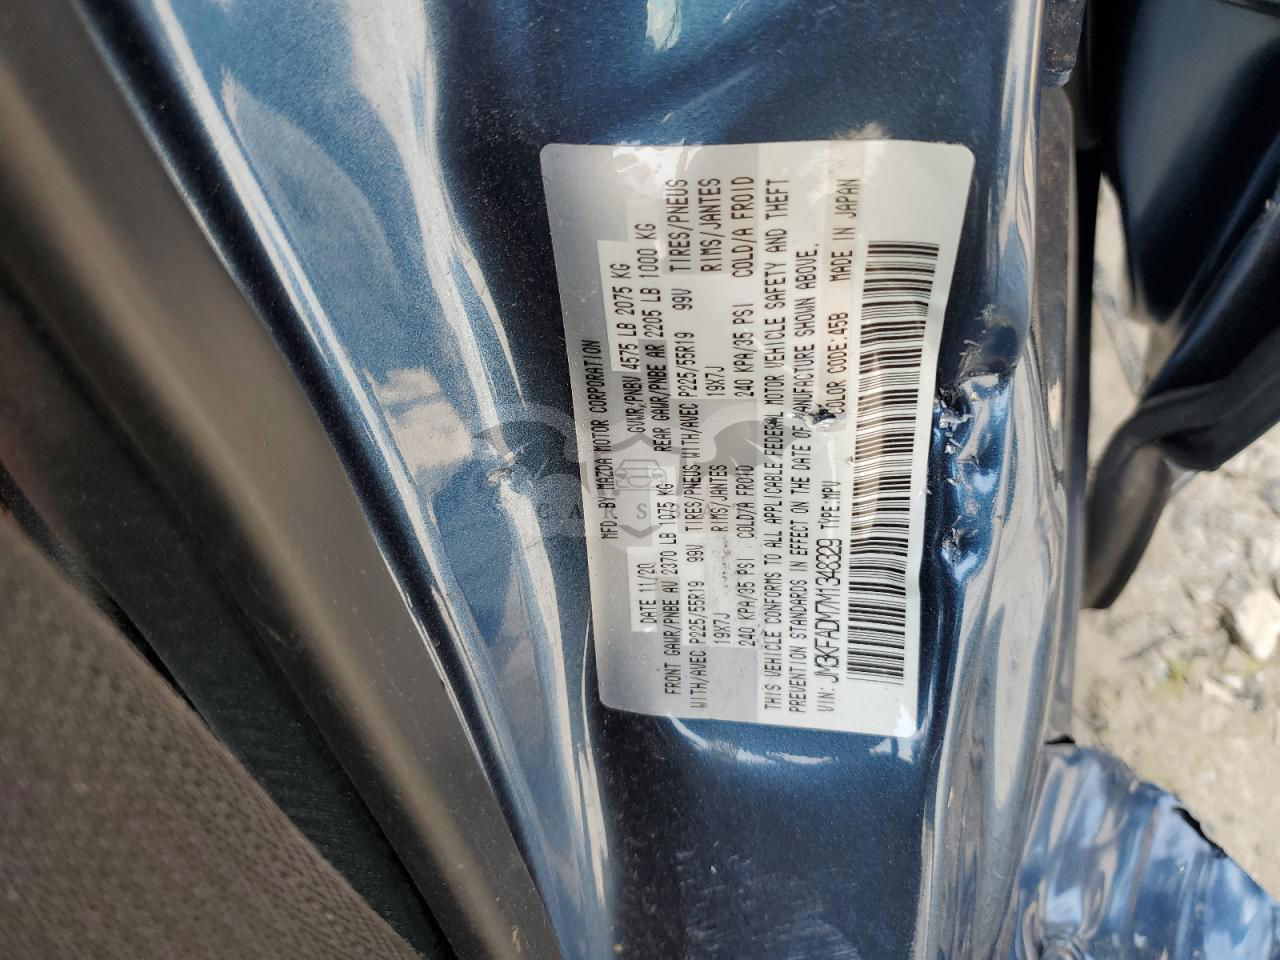 MFD. BY MAZDA MOTOR CORPORATION
DATE 11/20 GVWR/PNBV 4575 LB 2075 KG
FRONT GAWR/PNBE AV 2370 LB 1075 KG REAR GAWR/PNBE AR 2205 LB 1000 KG
WITH/AVEC P225/55R19 99V TIRES/PNEUS WITH/AVEC P225/55R19 99V TIRES/PNEUS
19X7J RIMS/JANTES 19X7J RIMS/JANTES
240 KPA/35 PSI COLD/A FROID 240 KPA/35 PSI COLD/A FROID
THIS VEHICLE CONFORMS TO ALL APPLICABLE FEDERAL MOTOR VEHICLE SAFETY AND THEFT
PREVENTION STANDARDS IN EFFECT ON THE DATE OF MANUFACTURE SHOWN ABOVE.
VIN: JM3KFADM7M1348329 TYPE:MPV COLOR CODE:45B MADE IN JAPAN